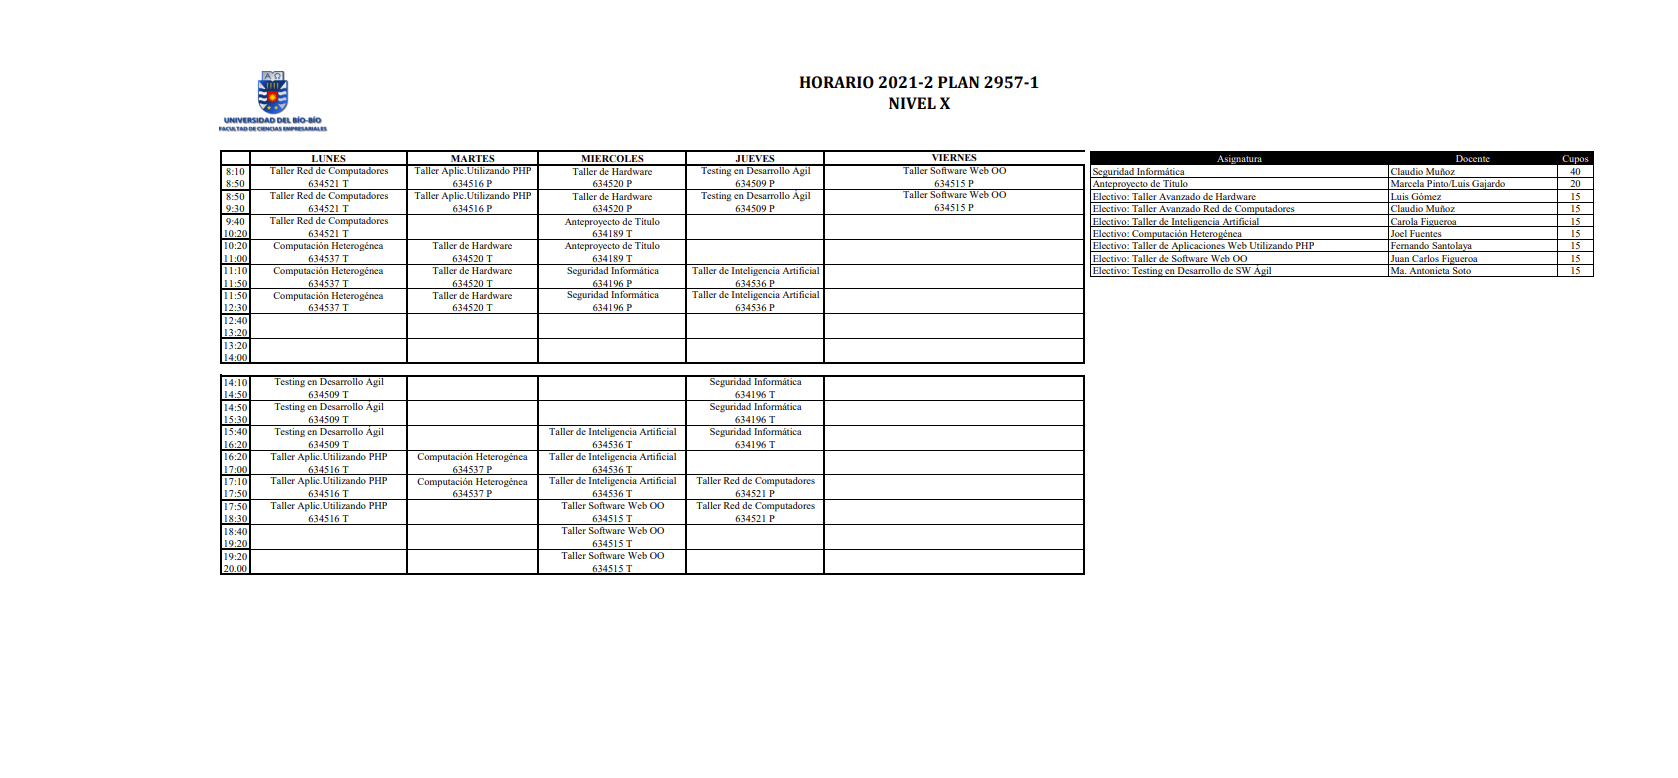 UNIVERSIDAD DEL BÍO-BÍO
FACULTAD DE CIENCIAS EMPRESARIALES
HORARIO 2021-2 PLAN 2957-1
NIVEL X
LUNES MARTES MIERCOLES JUEVES VIERNES
8:10 Taller Red de Computadores Taller Aplic.Utilizando PHP Taller de Hardware Testing en Desarrollo Ágil Taller Software Web OO
8:50 634521 T 634516 P 634520 P 634509 P 634515 P
8:50 Taller Red de Computadores Taller Aplic.Utilizando PHP Taller de Hardware Testing en Desarrollo Ágil Taller Software Web OO
9:30 634521 T 634516 P 634520 P 634509 P 634515 P
9:40 Taller Red de Computadores Anteproyecto de Título
10:20 634521 T 634189 T
10:20 Computación Heterogénea Taller de Hardware Anteproyecto de Título
11:00 634537 T 634520 T 634189 T
11:10 Computación Heterogénea Taller de Hardware Seguridad Informática Taller de Inteligencia Artificial
11:50 634537 T 634520 T 634196 P 634536 P
11:50 Computación Heterogénea Taller de Hardware Seguridad Informática Taller de Inteligencia Artificial
12:30 634537 T 634520 T 634196 P 634536 P
12:40
13:20
13:20
14:00
14:10 Testing en Desarrollo Ágil Seguridad Informática
14:50 634509 T 634196 T
14:50 Testing en Desarrollo Ágil Seguridad Informática
15:30 634509 T 634196 T
15:40 Testing en Desarrollo Ágil Taller de Inteligencia Artificial Seguridad Informática
16:20 634509 T 634536 T 634196 T
16:20 Taller Aplic.Utilizando PHP Computación Heterogénea Taller de Inteligencia Artificial
17:00 634516 T 634537 P 634536 T
17:10 Taller Aplic.Utilizando PHP Computación Heterogénea Taller de Inteligencia Artificial Taller Red de Computadores
17:50 634516 T 634537 P 634536 T 634521 P
17:50 Taller Aplic.Utilizando PHP Taller Software Web OO Taller Red de Computadores
18:30 634516 T 634515 T 634521 P
18:40 Taller Software Web OO
19:20 634515 T
19:20 Taller Software Web OO
20.00 634515 T
Asignatura Docente Cupos
Seguridad Informática Claudio Muñoz 40
Anteproyecto de Título Marcela Pinto/Luis Gajardo 20
Electivo: Taller Avanzado de Hardware Luis Gómez 15
Electivo: Taller Avanzado Red de Computadores Claudio Muñoz 15
Electivo: Taller de Inteligencia Artificial Carola Figueroa 15
Electivo: Computación Heterogénea Joel Fuentes 15
Electivo: Taller de Aplicaciones Web Utilizando PHP Fernando Santolaya 15
Electivo: Taller de Software Web OO Juan Carlos Figueroa 15
Electivo: Testing en Desarrollo de SW Ágil Ma. Antonieta Soto 15